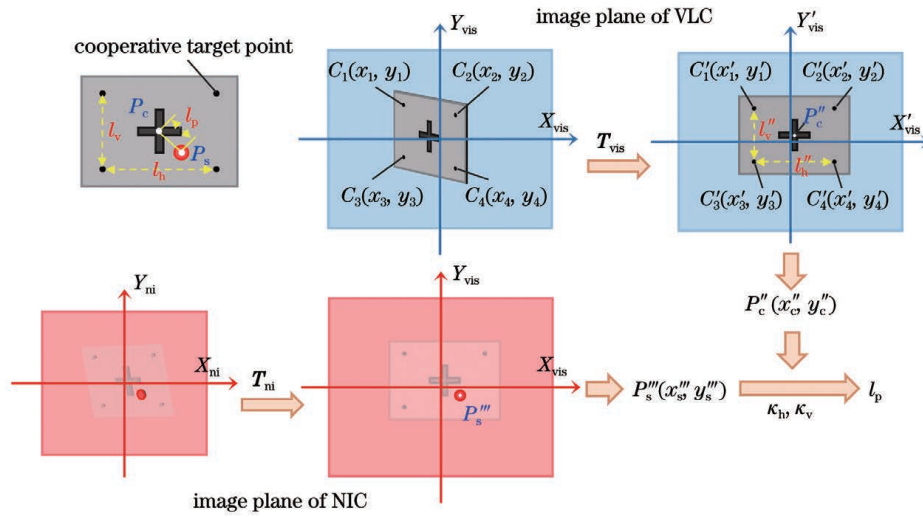 image plane of VLC
cooperative target point
P_c
l_p
l_v
P_s
l_h
Y_vis
C_1(x_1, y_1)
C_2(x_2, y_2)
X_vis
C_3(x_3, y_3)
C_4(x_4, y_4)
T_vis
Y′_vis
C′_1(x′_1, y′_1)
C′_2(x′_2, y′_2)
P″_c
l″_v
X′_vis
l″_h
C′_3(x′_3, y′_3)
C′_4(x′_4, y′_4)
P″_c(x″_c, y″_c)
Y_ni
X_ni
T_ni
Y_vis
X_vis
P‴_s
P‴_s(x‴_s, y‴_s)
κ_h, κ_v
l_p
image plane of NIC